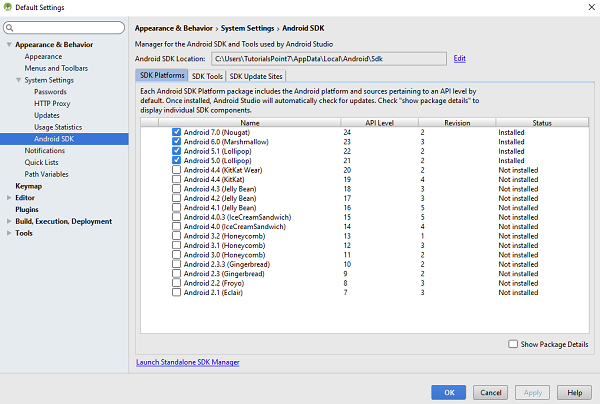 Default Settings
Appearance & Behavior
Appearance
Menus and Toolbars
System Settings
Passwords
HTTP Proxy
Updates
Usage Statistics
Android SDK
Notifications
Quick Lists
Path Variables
Keymap
Editor
Plugins
Build, Execution, Deployment
Tools
Appearance & Behavior › System Settings › Android SDK
Manager for the Android SDK and Tools used by Android Studio
Android SDK Location: C:\Users\TutorialsPoint7\AppData\Local\Android\Sdk Edit
SDK Platforms SDK Tools SDK Update Sites
Each Android SDK Platform package includes the Android platform and sources pertaining to an API level by
default. Once installed, Android Studio will automatically check for updates. Check "show package details" to
display individual SDK components.
Name API Level Revision Status
Android 7.0 (Nougat) 24 2 Installed
Android 6.0 (Marshmallow) 23 3 Installed
Android 5.1 (Lollipop) 22 2 Installed
Android 5.0 (Lollipop) 21 2 Installed
Android 4.4 (KitKat Wear) 20 2 Not installed
Android 4.4 (KitKat) 19 4 Not installed
Android 4.3 (Jelly Bean) 18 3 Not installed
Android 4.2 (Jelly Bean) 17 3 Not installed
Android 4.1 (Jelly Bean) 16 5 Not installed
Android 4.0.3 (IceCreamSandwich) 15 5 Not installed
Android 4.0 (IceCreamSandwich) 14 4 Not installed
Android 3.2 (Honeycomb) 13 1 Not installed
Android 3.1 (Honeycomb) 12 3 Not installed
Android 3.0 (Honeycomb) 11 2 Not installed
Android 2.3.3 (Gingerbread) 10 2 Not installed
Android 2.3 (Gingerbread) 9 2 Not installed
Android 2.2 (Froyo) 8 3 Not installed
Android 2.1 (Eclair) 7 3 Not installed
Show Package Details
Launch Standalone SDK Manager
OK Cancel Apply Help